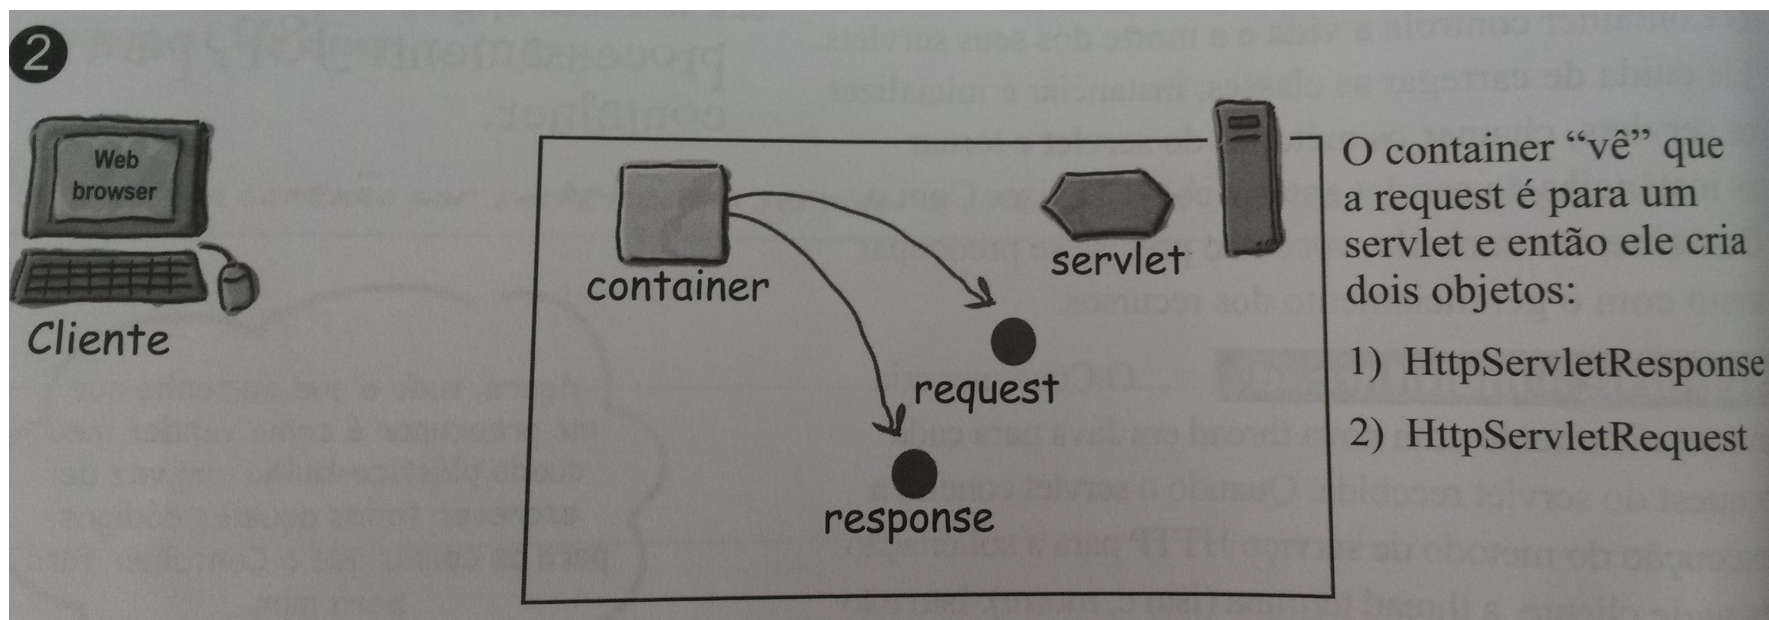 2
Web
browser
Cliente
container
servlet
request
response
O container “vê” que
a request é para um
servlet e então ele cria
dois objetos:
1) HttpServletResponse
2) HttpServletRequest